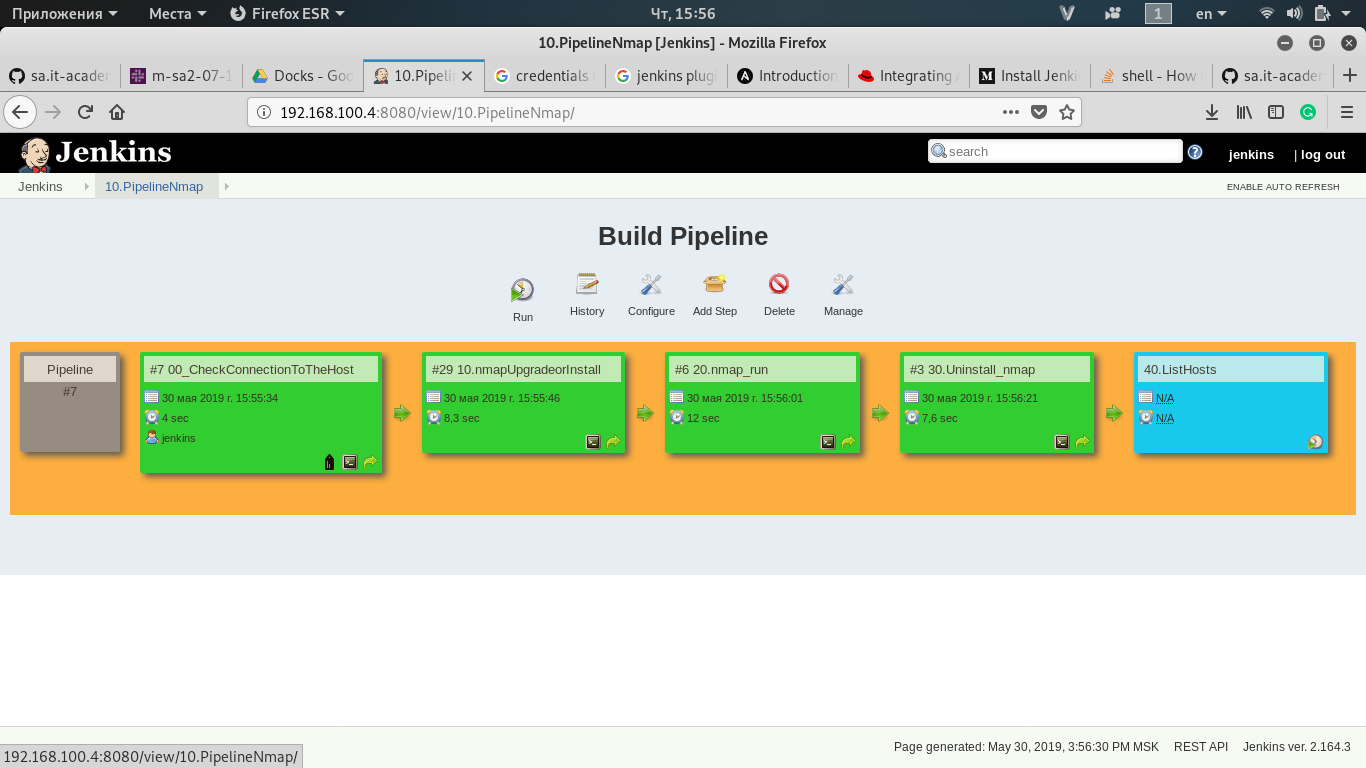 Приложения
Места
Firefox ESR
Чт, 15:56
1
en
10.PipelineNmap [Jenkins] - Mozilla Firefox
sa.it-acader
m-sa2-07-1
Docks - Goo
10.Pipelin
credentials
jenkins plugi
Introduction
Integrating
Install Jenki
shell - How
sa.it-acaden
192.168.100.4:8080/view/10.PipelineNmap/
Jenkins
search
jenkins
| log out
Jenkins
10.PipelineNmap
ENABLE AUTO REFRESH
Build Pipeline
Run
History
Configure
Add Step
Delete
Manage
Pipeline
#7
#7 00_CheckConnectionToTheHost
30 мая 2019 г. 15:55:34
4 sec
jenkins
#29 10.nmapUpgradeorInstall
30 мая 2019 г. 15:55:46
8,3 sec
#6 20.nmap_run
30 мая 2019 г. 15:56:01
12 sec
#3 30.Uninstall_nmap
30 мая 2019 г. 15:56:21
7,6 sec
40.ListHosts
N/A
N/A
Page generated: May 30, 2019, 3:56:30 PM MSK
REST API
Jenkins ver. 2.164.3
192.168.100.4:8080/view/10.PipelineNmap/